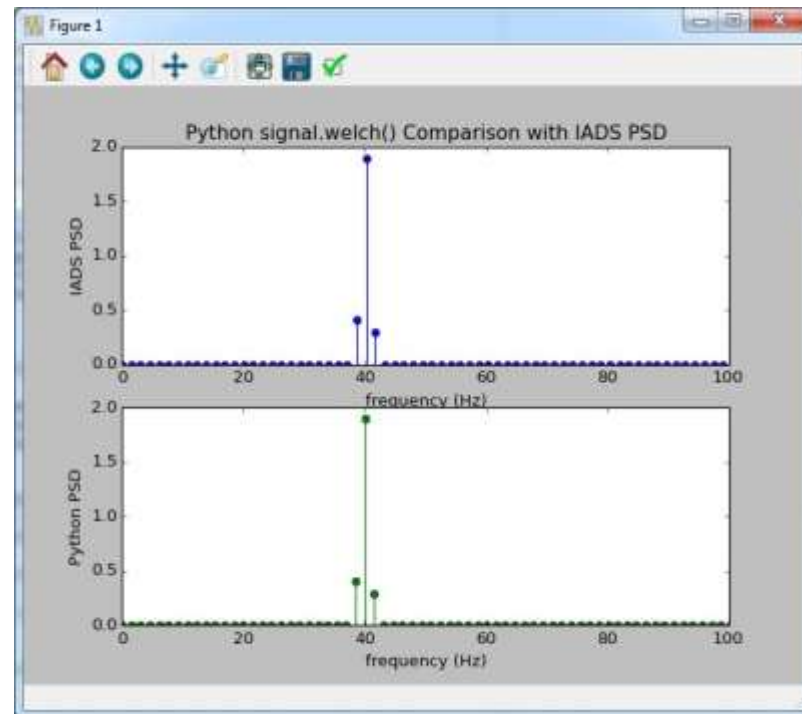 Figure 1
Python signal.welch() Comparison with IADS PSD
2.0
1.5
1.0
0.5
0.0
IADS PSD
0 20 40 60 80 100
frequency (Hz)
2.0
1.5
1.0
0.5
0.0
Python PSD
0 20 40 60 80 100
frequency (Hz)